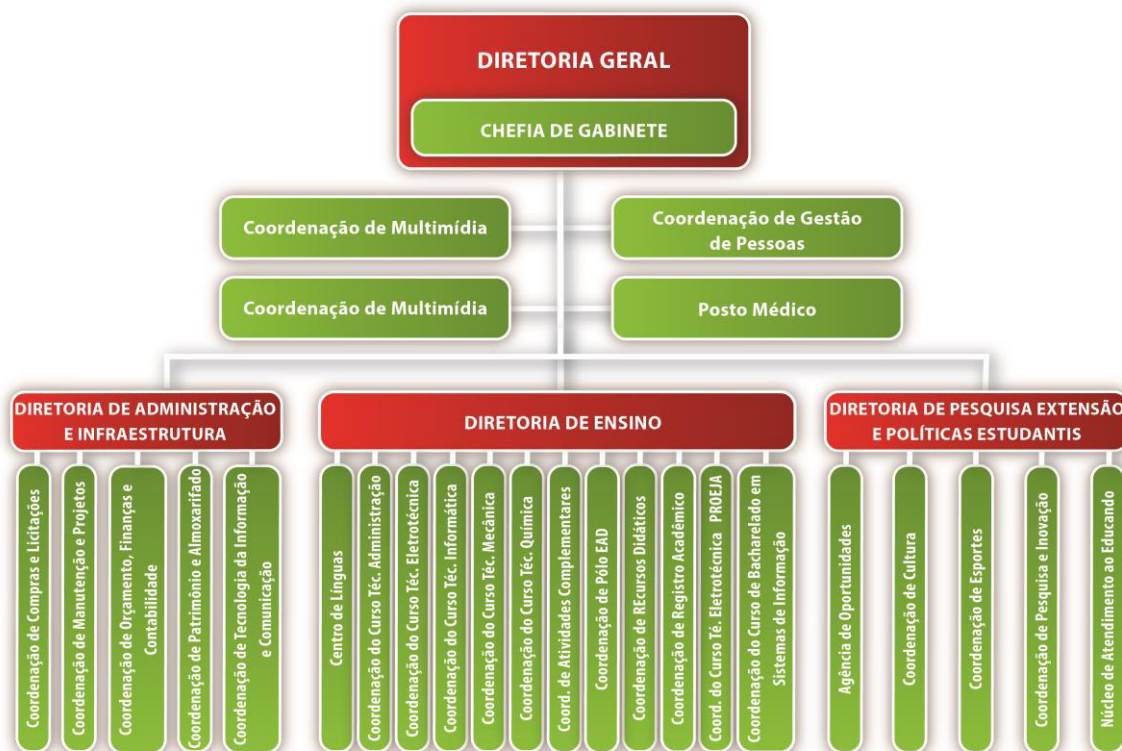 DIRETORIA GERAL
CHEFIA DE GABINETE
Coordenação de Multimídia
Coordenação de Gestão
de Pessoas
Coordenação de Multimídia
Posto Médico
DIRETORIA DE ADMINISTRAÇÃO
E INFRAESTRUTURA
DIRETORIA DE ENSINO
DIRETORIA DE PESQUISA EXTENSÃO
E POLÍTICAS ESTUDANTIS
Coordenação de Compras e Licitações
Coordenação de Manutenção e Projetos
Coordenação de Orçamento, Finanças e
Contabilidade
Coordenação de Patrimônio e Almoxarifado
Coordenação de Tecnologia da Informação
e Comunicação
Centro de Línguas
Coordenação do Curso Téc. Administração
Coordenação do Curso Téc. Eletrotécnica
Coordenação do Curso Téc. Informática
Coordenação do Curso Téc. Mecânica
Coordenação do Curso Téc. Química
Coord. de Atividades Complementares
Coordenação de Pólo EAD
Coordenação de REcursos Didáticos
Coordenação de Registro Acadêmico
Coord. do Curso Té. Eletrotécnica PROEJA
Coordenação do Curso de Bacharelado em
Sistemas de Informação
Agência de Oportunidades
Coordenação de Cultura
Coordenação de Esportes
Coordenação de Pesquisa e Inovação
Núcleo de Atendimento ao Educando